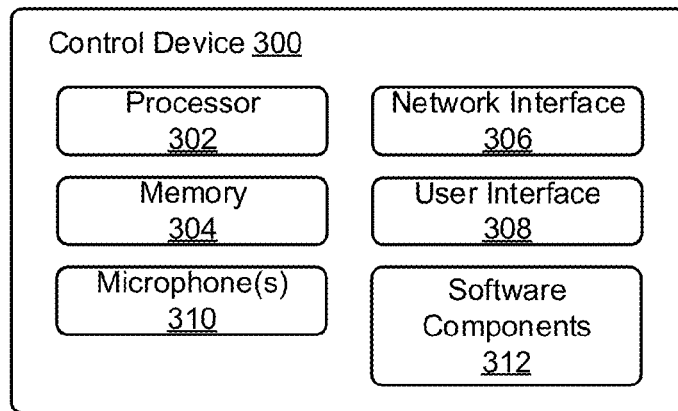 Control Device 300
Processor
302
Network Interface
306
Memory
304
User Interface
308
Microphone(s)
310
Software
Components
312